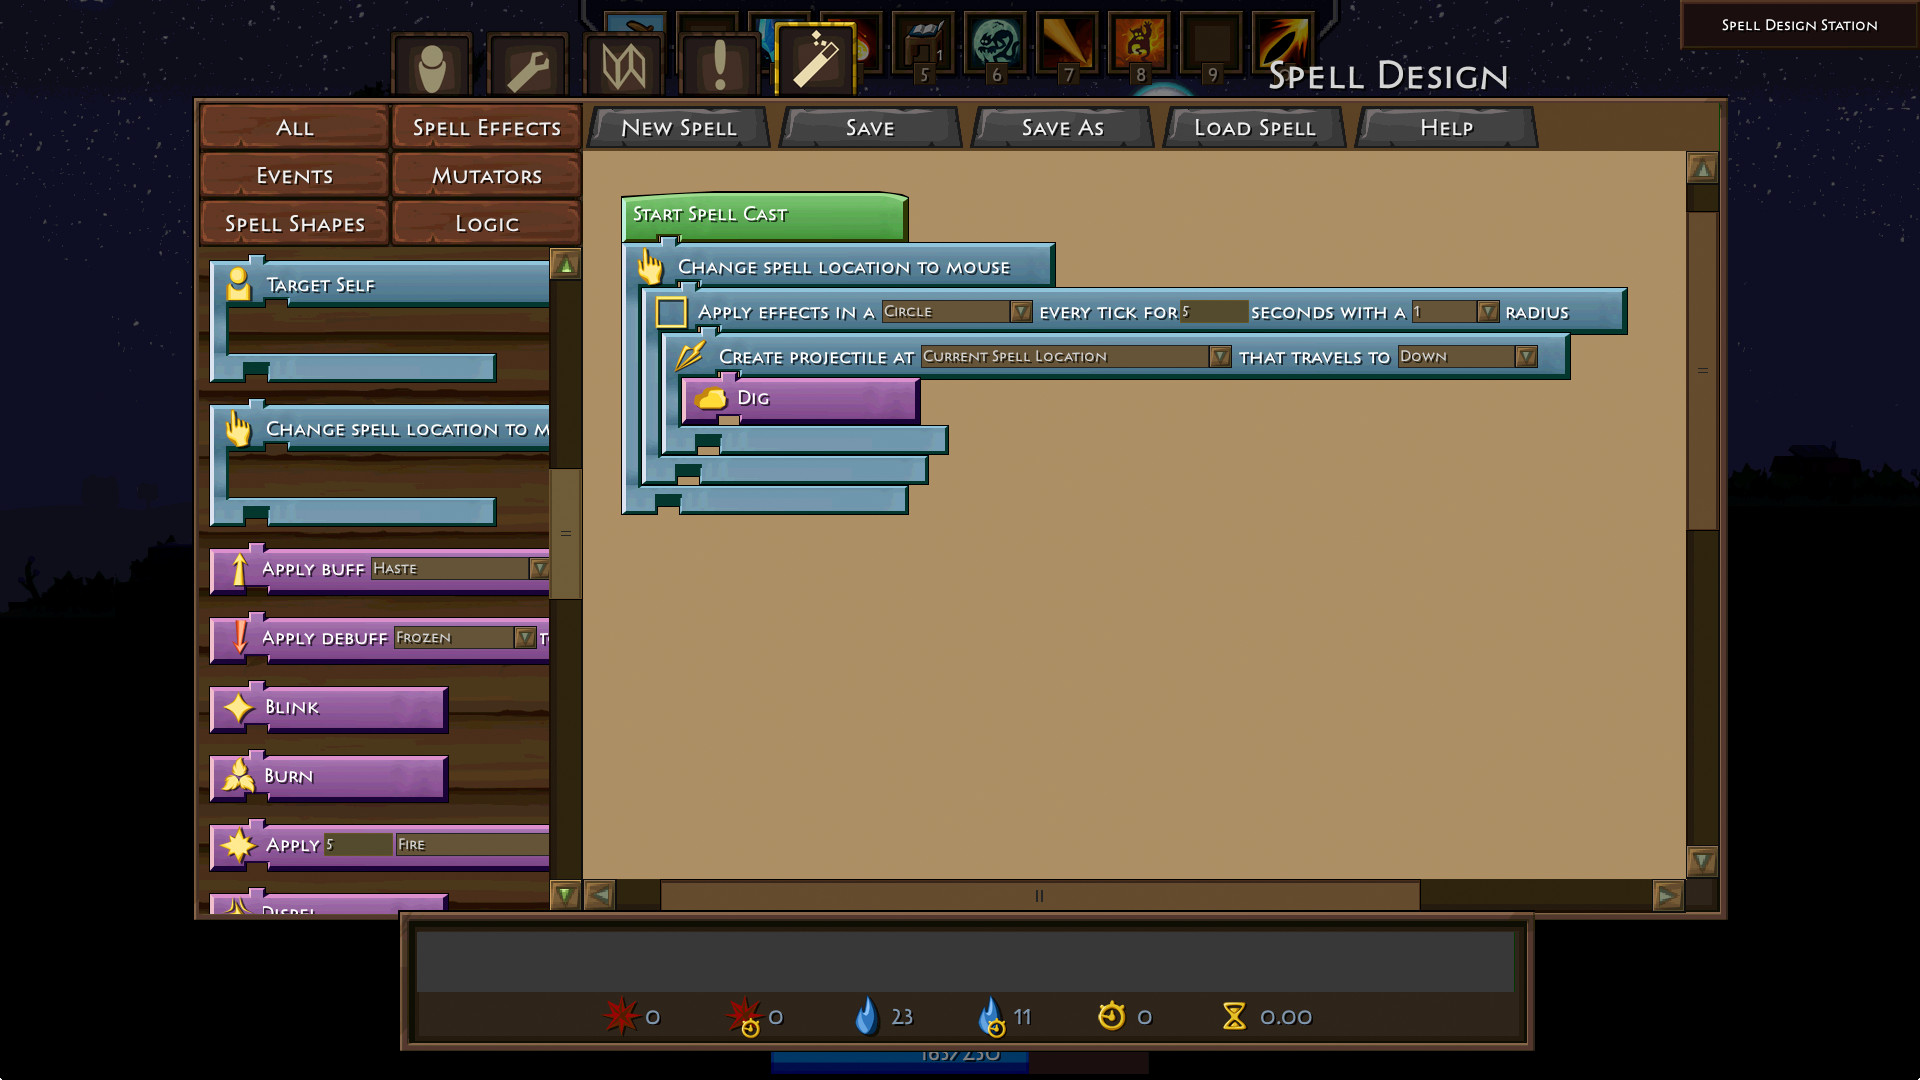 SPELL DESIGN STATION
1
5
6
7
8
9
SPELL DESIGN
ALL
SPELL EFFECTS
NEW SPELL
SAVE
SAVE AS
LOAD SPELL
HELP
EVENTS
MUTATORS
SPELL SHAPES
LOGIC
START SPELL CAST
CHANGE SPELL LOCATION TO MOUSE
APPLY EFFECTS IN A CIRCLE EVERY TICK FOR 5 SECONDS WITH A 1 RADIUS
CREATE PROJECTILE AT CURRENT SPELL LOCATION THAT TRAVELS TO DOWN
DIG
TARGET SELF
CHANGE SPELL LOCATION TO M
APPLY BUFF HASTE
APPLY DEBUFF FROZEN TO
BLINK
BURN
APPLY 5 FIRE
DISPEL
0
0
23
11
0
0.00